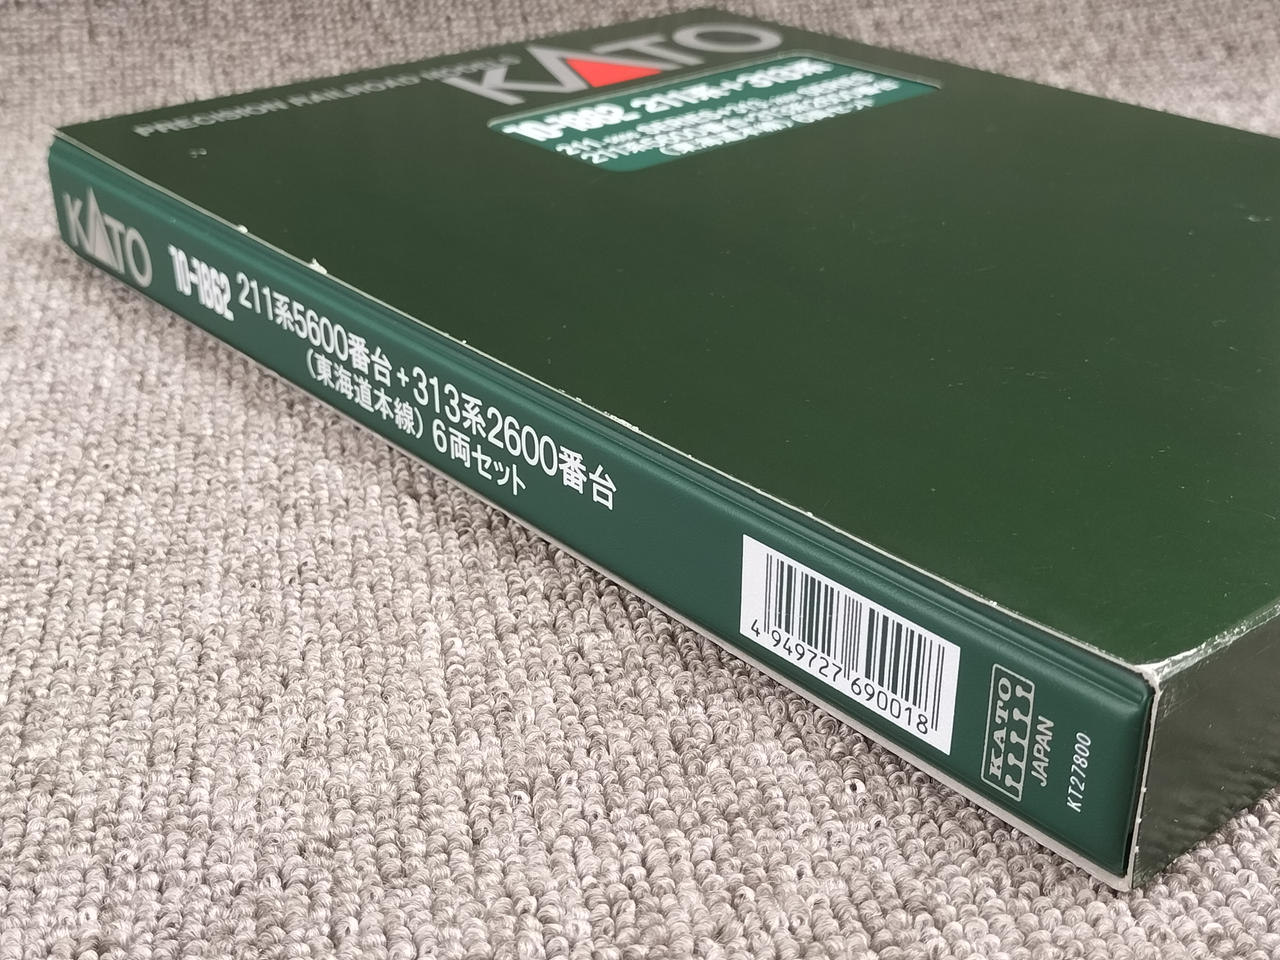 PRECISION RAILROAD MODELS
KATO
10-1862 211系+313系
KATO
10-1862
211系5600番台+313系2600番台
(東海道本線) 6両セット
4 949727 690018
KATO
JAPAN
KT27800